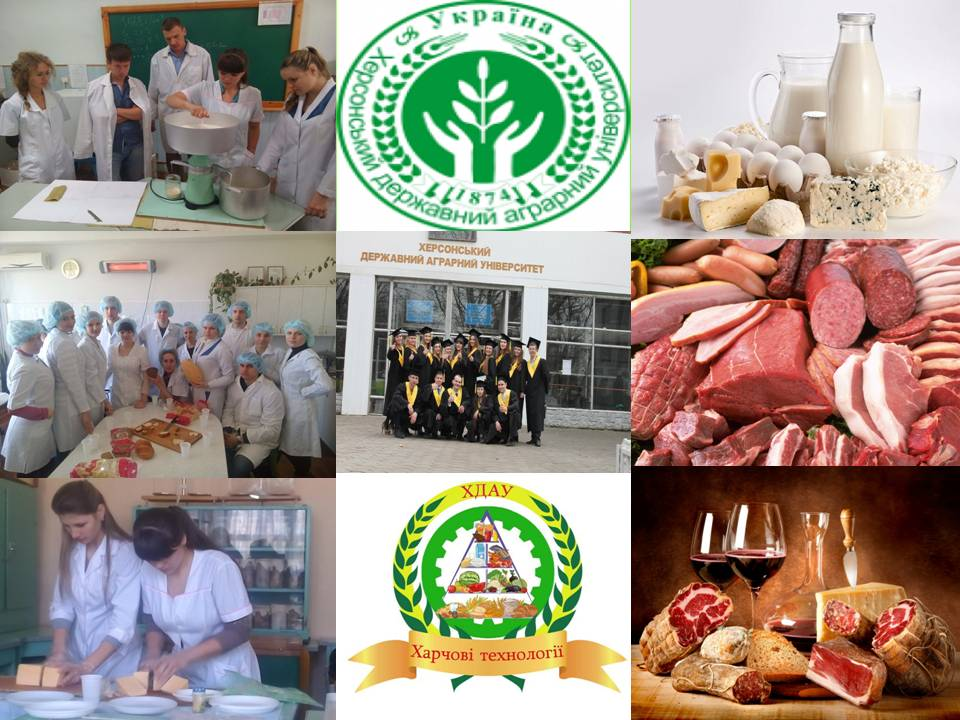 Україна
Херсонський державний аграрний університет
1874
ХЕРСОНСЬКИЙ
ДЕРЖАВНИЙ АГРАРНИЙ УНІВЕРСИТЕТ
ХДАУ
Харчові технології